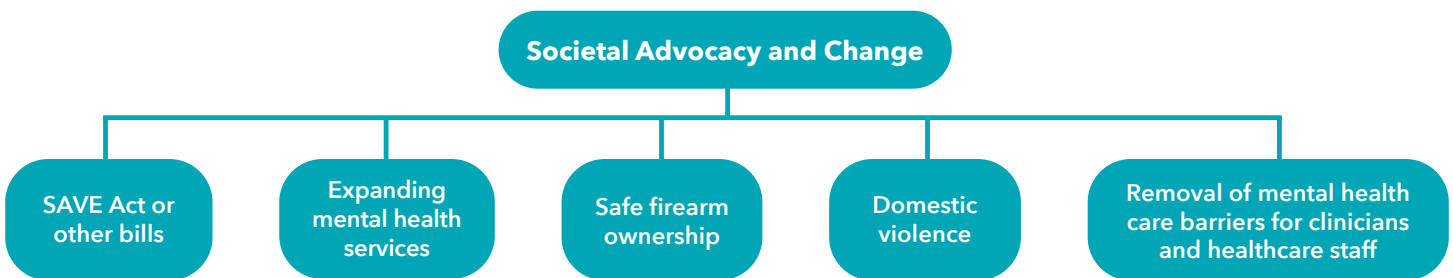 Societal Advocacy and Change
SAVE Act or
other bills
Expanding
mental health
services
Safe firearm
ownership
Domestic
violence
Removal of mental health
care barriers for clinicians
and healthcare staff